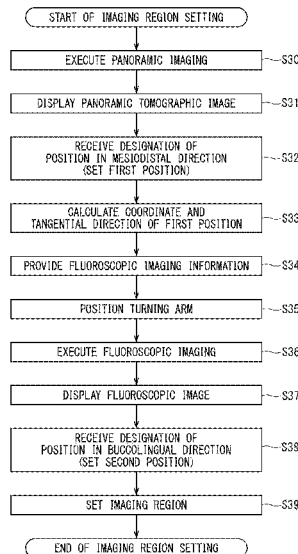 START OF IMAGING REGION SETTING
EXECUTE PANORAMIC IMAGING
S30
DISPLAY PANORAMIC TOMOGRAPHIC IMAGE
S31
RECEIVE DESIGNATION OF
POSITION IN MESIODISTAL DIRECTION
(SET FIRST POSITION)
S32
CALCULATE COORDINATE AND
TANGENTIAL DIRECTION OF FIRST POSITION
S33
PROVIDE FLUOROSCOPIC IMAGING INFORMATION
S34
POSITION TURNING ARM
S35
EXECUTE FLUOROSCOPIC IMAGING
S36
DISPLAY FLUOROSCOPIC IMAGE
S37
RECEIVE DESIGNATION OF
POSITION IN BUCCOLINGUAL DIRECTION
(SET SECOND POSITION)
S38
SET IMAGING REGION
S39
END OF IMAGING REGION SETTING